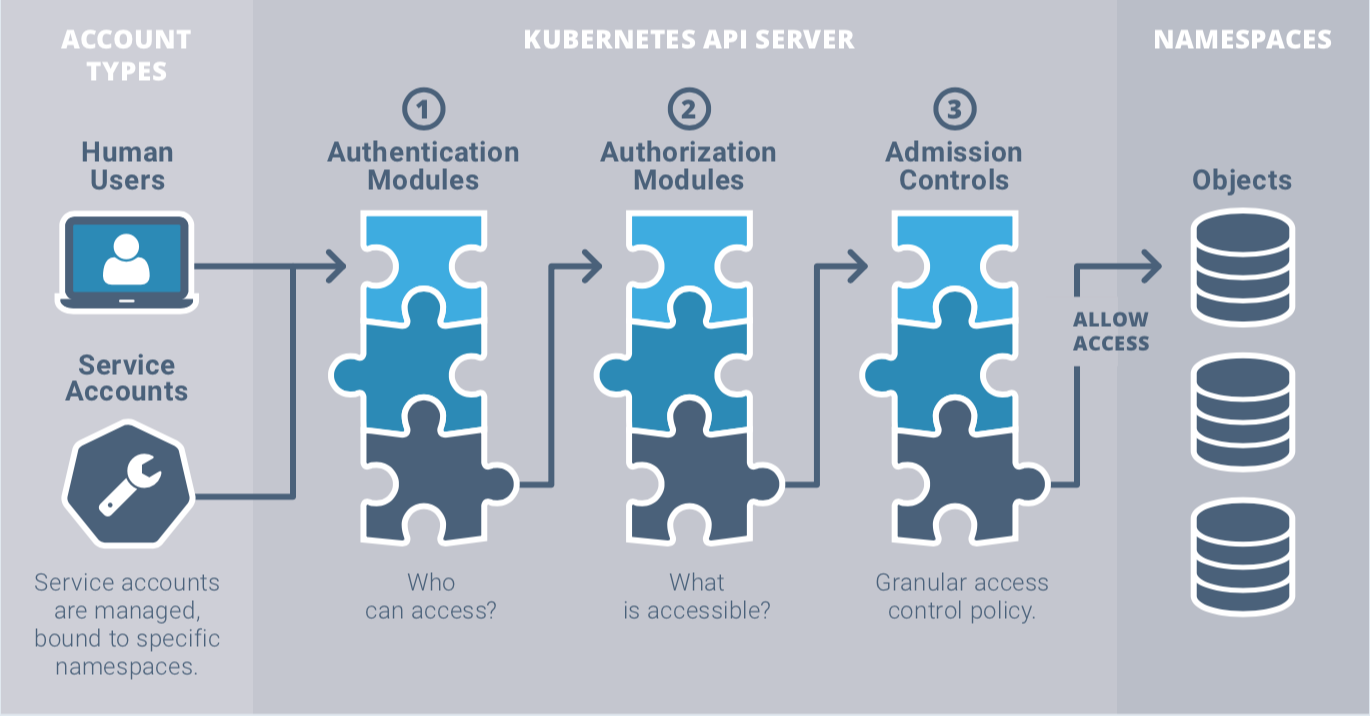 ACCOUNT
TYPES
KUBERNETES API SERVER
NAMESPACES
Human
Users
Service
Accounts
Service accounts
are managed,
bound to specific
namespaces.
1
Authentication
Modules
Who
can access?
2
Authorization
Modules
What
is accessible?
3
Admission
Controls
Granular access
control policy.
ALLOW
ACCESS
Objects